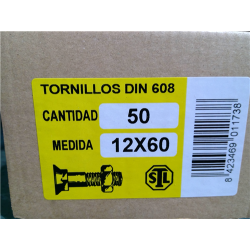 TORNILLOS DIN 608
CANTIDAD 50
MEDIDA 12X60
STL
8 423469 011738